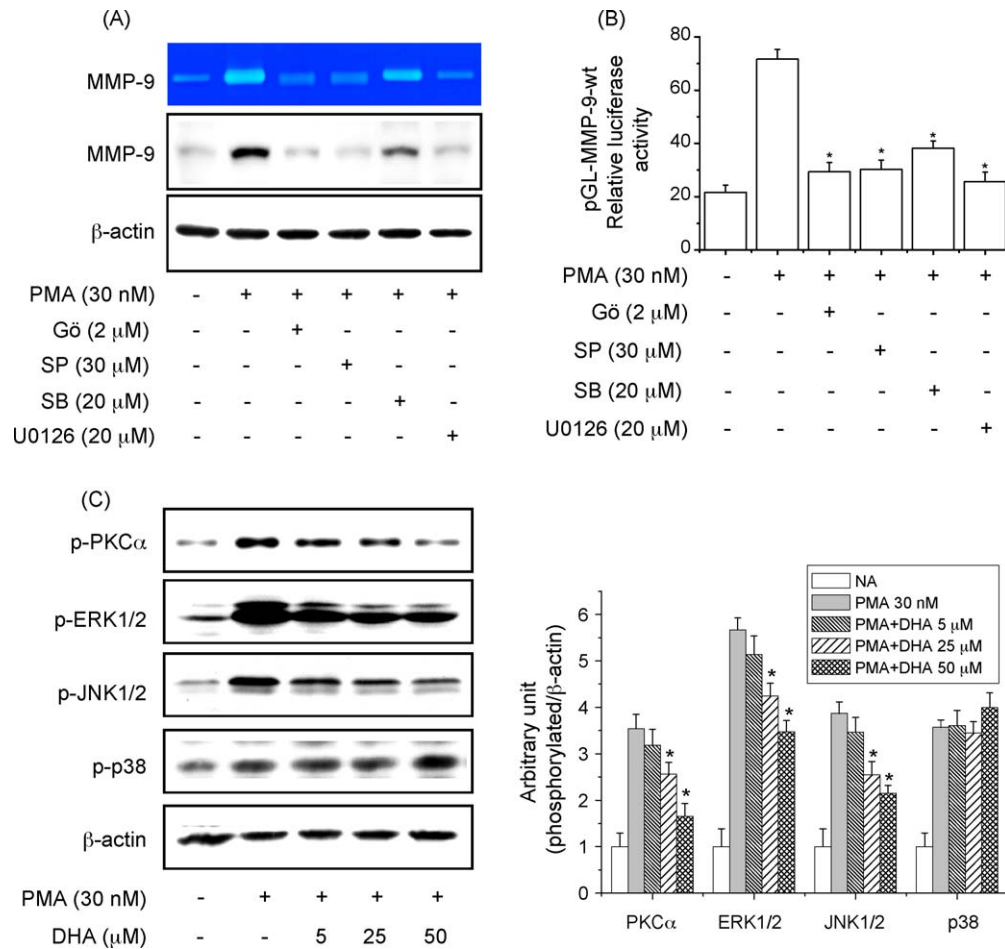 (A)
MMP-9
MMP-9
β-actin
PMA (30 nM) - + + + + +
Gö (2 μM) - - + - - -
SP (30 μM) - - - + - -
SB (20 μM) - - - - + -
U0126 (20 μM) - - - - - +
(B)
pGL-MMP-9-wt
Relative luciferase
activity
80
60
40
20
0
* * * *
PMA (30 nM) - + + + + +
Gö (2 μM) - - + - - -
SP (30 μM) - - - + - -
SB (20 μM) - - - - + -
U0126 (20 μM) - - - - - +
(C)
p-PKCα
p-ERK1/2
p-JNK1/2
p-p38
β-actin
PMA (30 nM) - + + + +
DHA (μM) - - 5 25 50
Arbitrary unit
(phosphorylated/β-actin)
6
5
4
3
2
1
0
NA
PMA 30 nM
PMA+DHA 5 μM
PMA+DHA 25 μM
PMA+DHA 50 μM
* * * * * *
PKCα ERK1/2 JNK1/2 p38